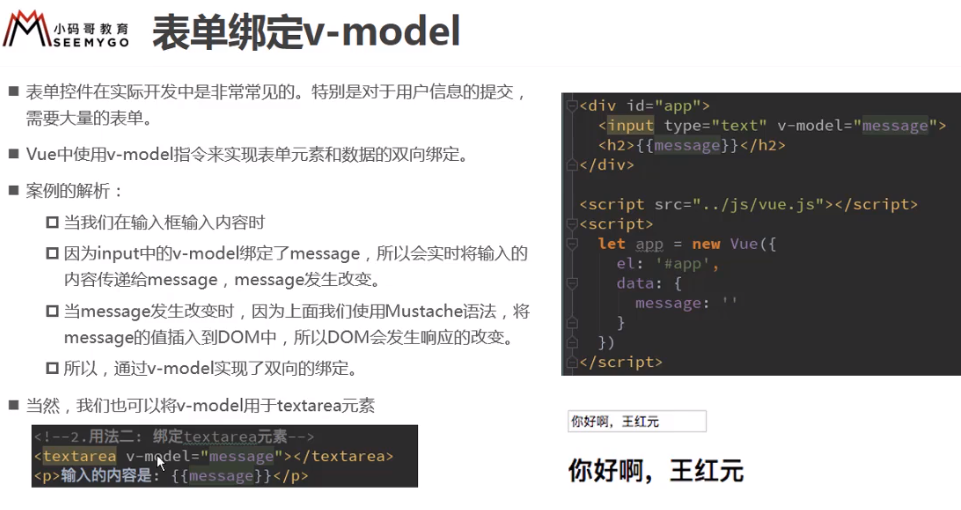 小码哥教育
SEEMYGO
表单绑定v-model
表单控件在实际开发中是非常常见的。特别是对于用户信息的提交，
需要大量的表单。
Vue中使用v-model指令来实现表单元素和数据的双向绑定。
案例的解析：
当我们在输入框输入内容时
因为input中的v-model绑定了message，所以会实时将输入的
内容传递给message，message发生改变。
当message发生改变时，因为上面我们使用Mustache语法，将
message的值插入到DOM中，所以DOM会发生响应的改变。
所以，通过v-model实现了双向的绑定。
当然，我们也可以将v-model用于textarea元素
<!--2.用法二: 绑定textarea元素-->
<textarea v-model="message"></textarea>
<p>输入的内容是: {{message}}</p>
<div id="app">
<input type="text" v-model="message">
<h2>{{message}}</h2>
</div>
<script src="../js/vue.js"></script>
<script>
let app = new Vue({
el: '#app',
data: {
message: ''
}
})
</script>
你好啊，王红元
你好啊，王红元